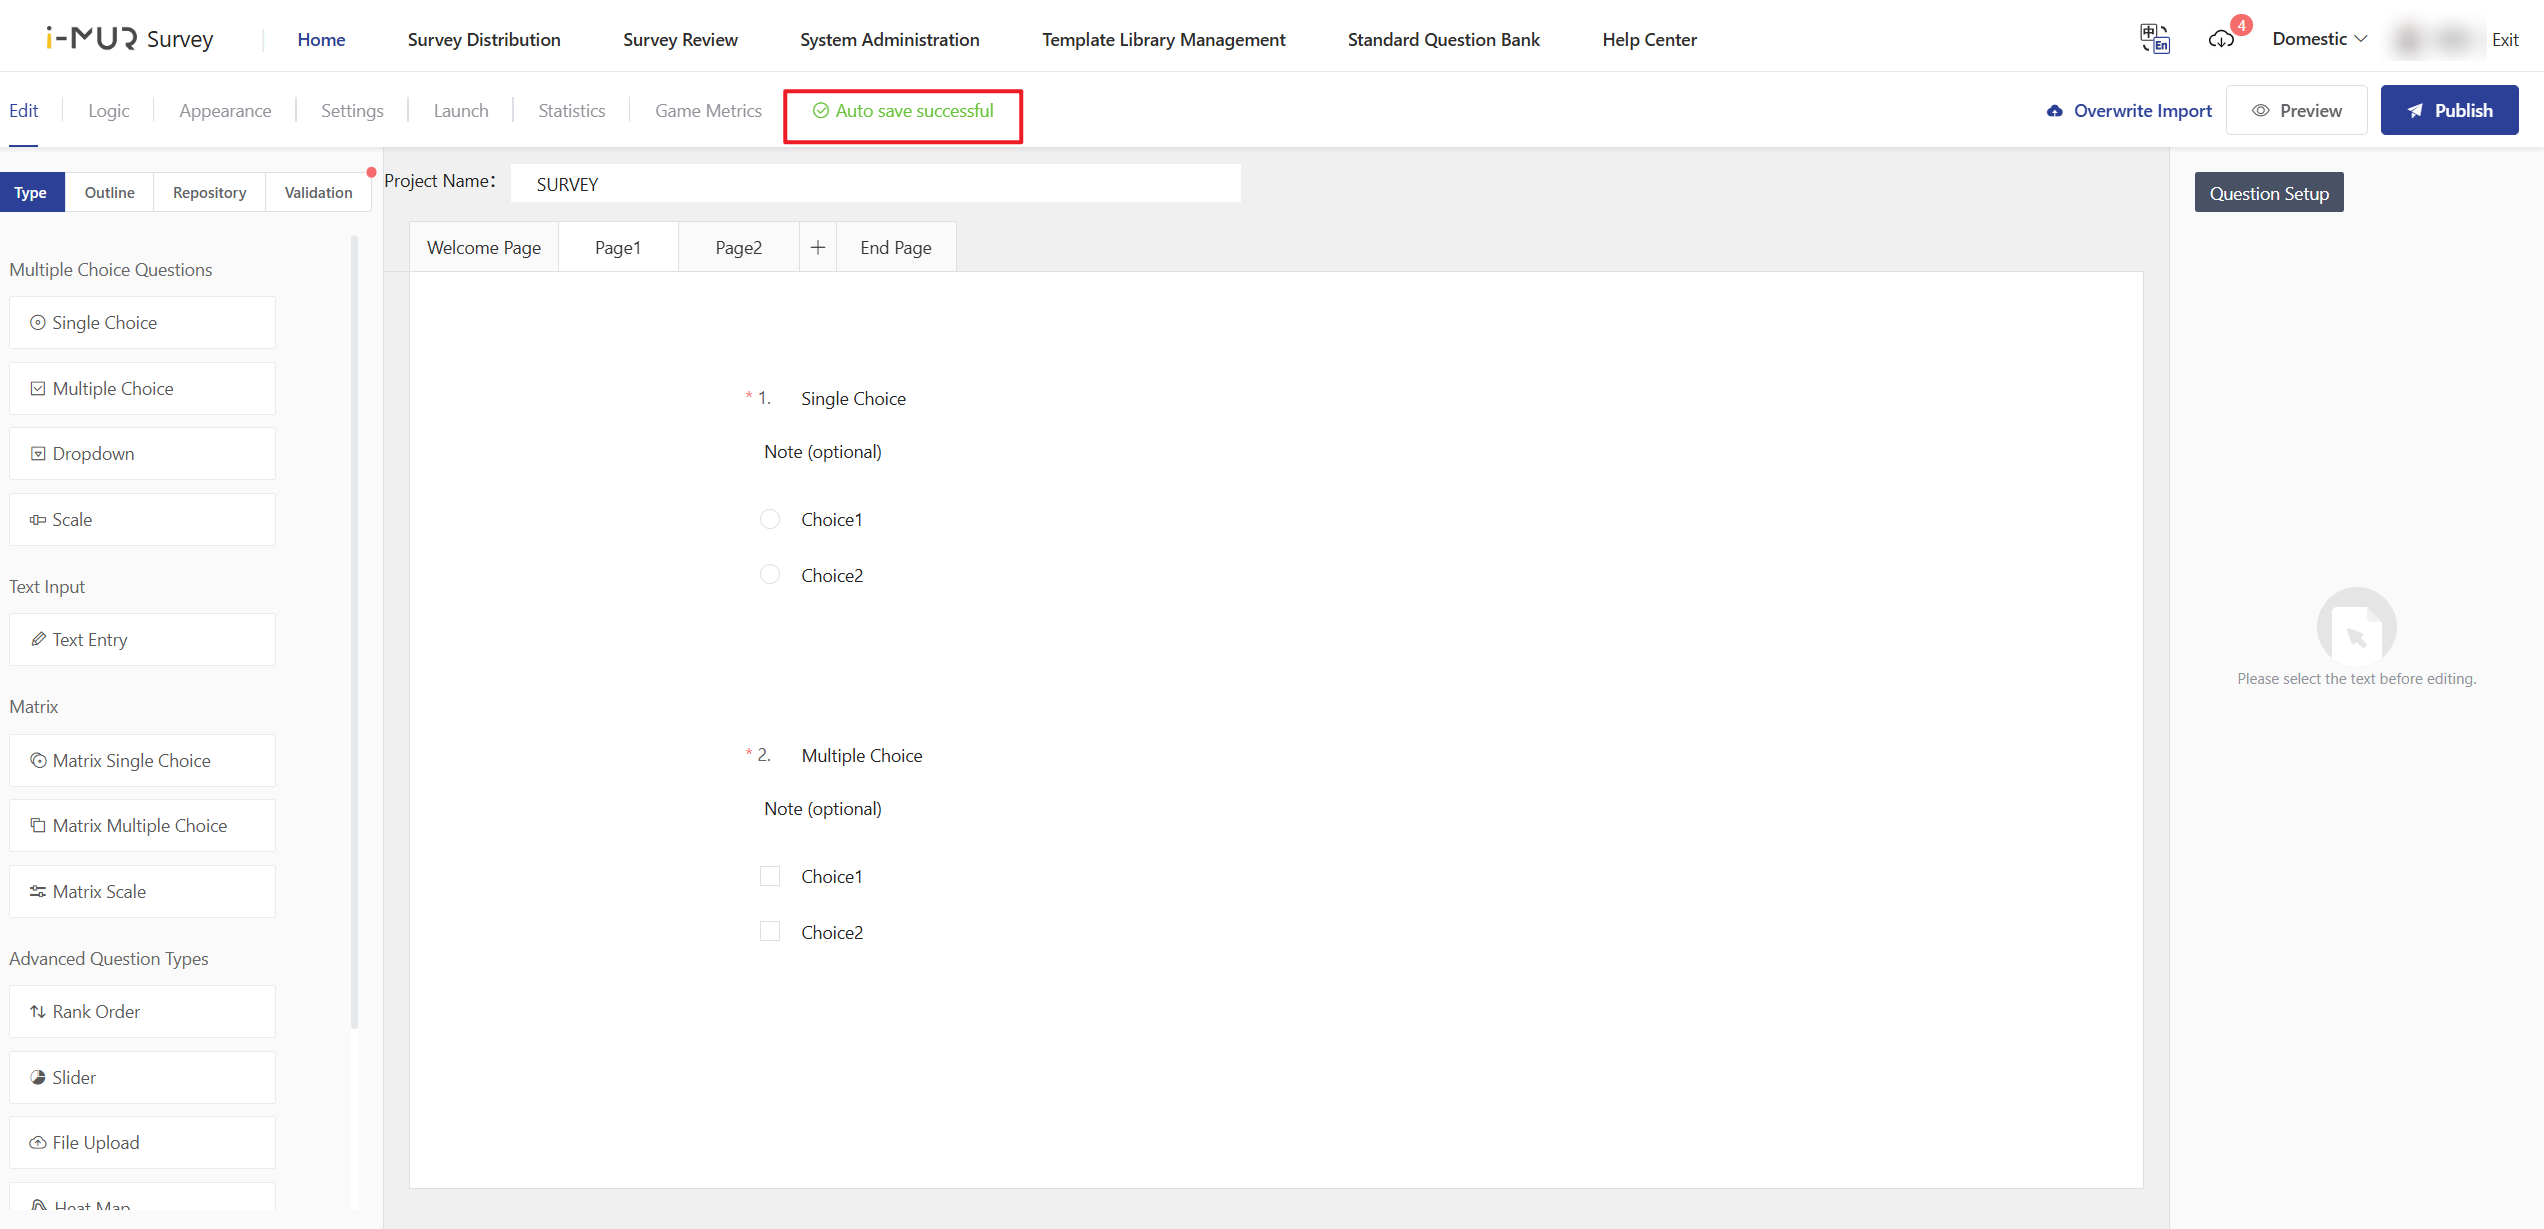 i-MUR Survey
Home
Survey Distribution
Survey Review
System Administration
Template Library Management
Standard Question Bank
Help Center
中 En
4
Domestic
Exit
Edit
Logic
Appearance
Settings
Launch
Statistics
Game Metrics
Auto save successful
Overwrite Import
Preview
Publish
Type
Outline
Repository
Validation
Project Name：
SURVEY
Question Setup
Welcome Page
Page1
Page2
+
End Page
Multiple Choice Questions
Single Choice
Multiple Choice
Dropdown
Scale
Text Input
Text Entry
Matrix
Matrix Single Choice
Matrix Multiple Choice
Matrix Scale
Advanced Question Types
Rank Order
Slider
File Upload
Heat Map
* 1. Single Choice
Note (optional)
Choice1
Choice2
* 2. Multiple Choice
Note (optional)
Choice1
Choice2
Please select the text before editing.